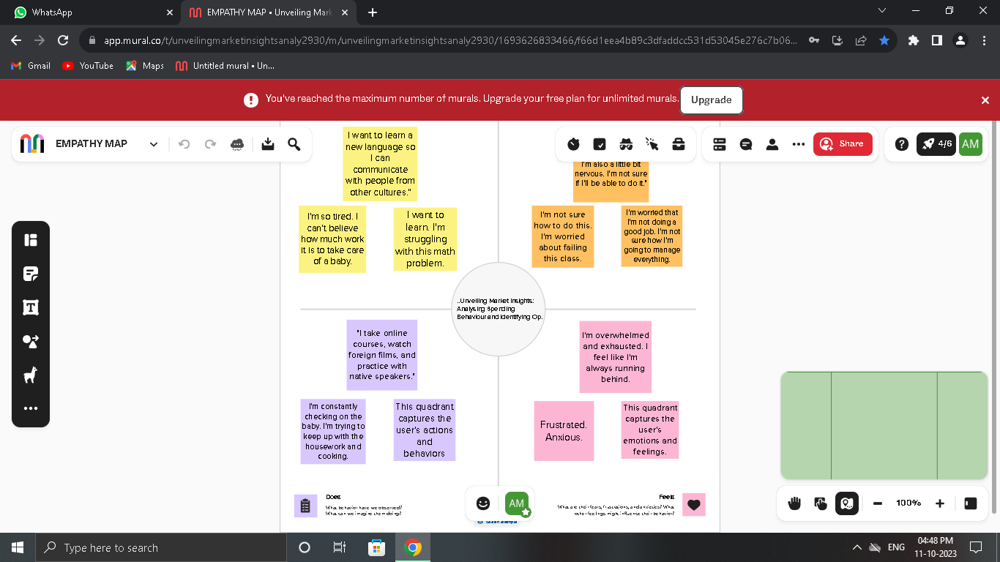 WhatsApp
EMPATHY MAP • Unveiling Mark
app.mural.co/t/unveilingmarketinsightsanaly2930/m/unveilingmarketinsightsanaly2930/1693626833466/f66d1eea4b89c3dfaddcc531d53045e276c7b06...
Gmail
YouTube
Maps
Untitled mural • Un...
You've reached the maximum number of murals. Upgrade your free plan for unlimited murals.
Upgrade
EMPATHY MAP
Share
4/6
AM
I want to learn a
new language so
I can
communicate
with people from
other cultures."
I'm also a little bit
nervous. I'm not sure
if I'll be able to do it."
I'm so tired. I
can't believe
how much work
it is to take care
of a baby.
I want to
learn. I'm
struggling
with this math
problem.
I'm not sure
how to do this.
I'm worried
about failing
this class.
I'm worried that
I'm not doing a
good job. I'm not
sure how I'm
going to manage
everything.
..Unveiling Market Insights:
Analysing Spending
Behaviour and Identifying Op.
"I take online
courses, watch
foreign films, and
practice with
native speakers."
I'm overwhelmed
and exhausted. I
feel like I'm
always running
behind.
I'm constantly
checking on the
baby. I'm trying to
keep up with the
housework and
cooking.
This quadrant
captures the
user's actions
and
behaviors
Frustrated.
Anxious.
This quadrant
captures the
user's
emotions and
feelings.
Does
What behavior have we observed?
What can we imagine them doing?
AM
See an example
Feels
What are their fears, frustrations, and anxieties? What
other feelings might influence their behavior?
100%
Type here to search
ENG
04:48 PM
11-10-2023